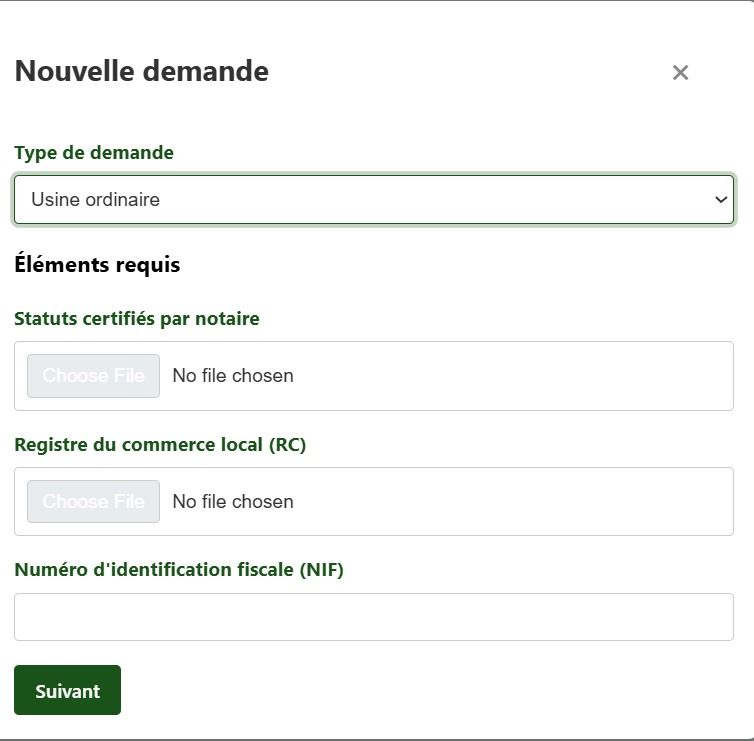 Nouvelle demande
×
Type de demande
Usine ordinaire
Éléments requis
Statuts certifiés par notaire
Choose File No file chosen
Registre du commerce local (RC)
Choose File No file chosen
Numéro d'identification fiscale (NIF)
Suivant